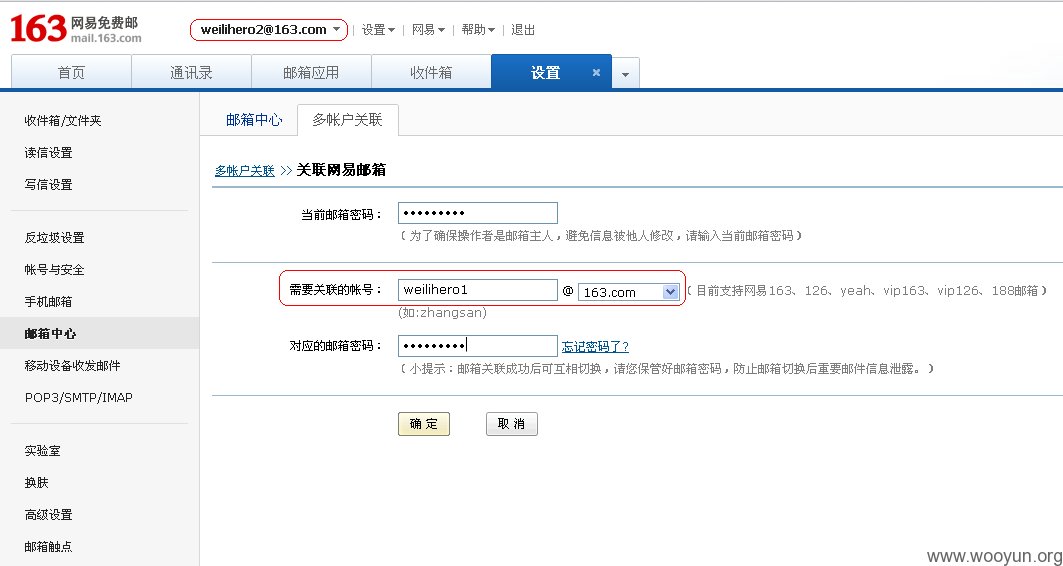 163 网易免费邮
mail.163.com
weilihero2@163.com 设置 网易 帮助 退出
首页 通讯录 邮箱应用 收件箱 设置
收件箱/文件夹
读信设置
写信设置
反垃圾设置
帐号与安全
手机邮箱
邮箱中心
移动设备收发邮件
POP3/SMTP/IMAP
实验室
换肤
高级设置
邮箱触点
邮箱中心 多帐户关联
多帐户关联 >> 关联网易邮箱
当前邮箱密码：
（为了确保操作者是邮箱主人，避免信息被他人修改，请输入当前邮箱密码）
需要关联的帐号： weilihero1 @ 163.com （目前支持网易163、126、yeah、vip163、vip126、188邮箱）
(如:zhangsan)
对应的邮箱密码： 忘记密码了?
（小提示：邮箱关联成功后可互相切换，请您保管好邮箱密码，防止邮箱切换后重要邮件信息泄露。）
确 定 取 消
www.wooyun.org